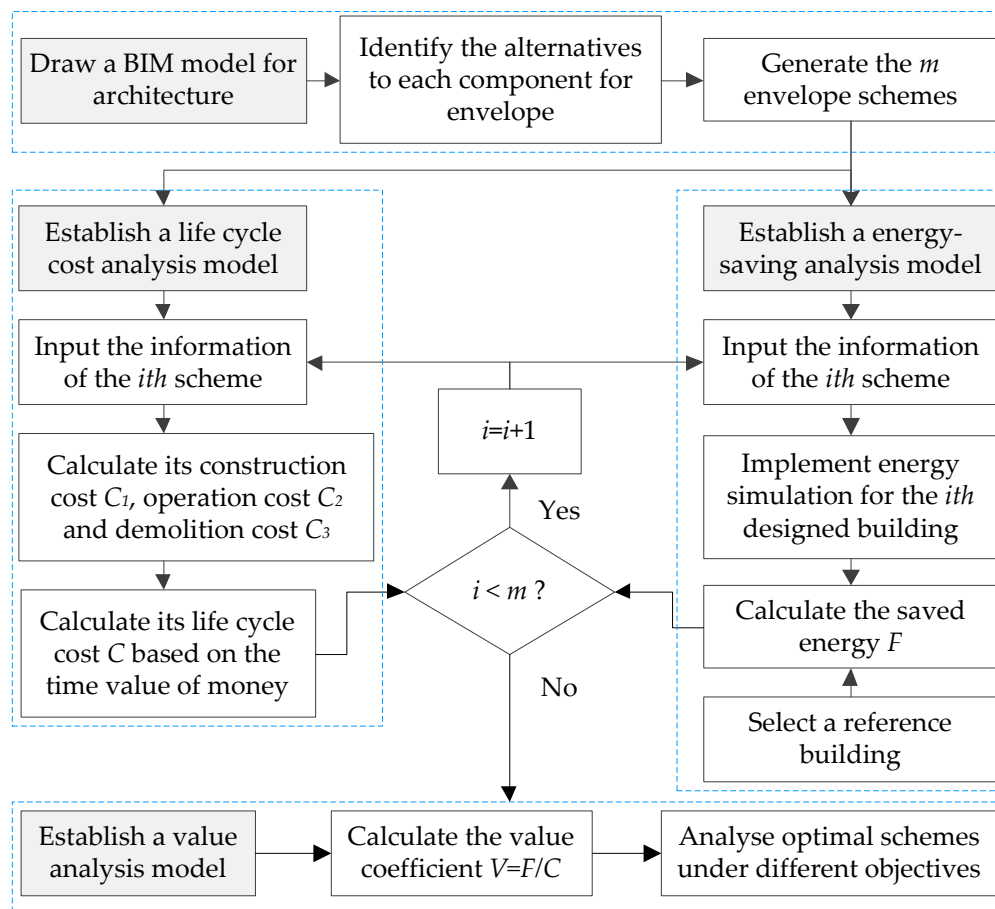 Draw a BIM model for
architecture
Identify the alternatives
to each component for
envelope
Generate the m
envelope schemes
Establish a life cycle
cost analysis model
Input the information
of the ith scheme
Calculate its construction
cost C₁, operation cost C₂
and demolition cost C₃
Calculate its life cycle
cost C based on the
time value of money
i=i+1
Yes
i < m ?
No
Establish a energy-
saving analysis model
Input the information
of the ith scheme
Implement energy
simulation for the ith
designed building
Calculate the saved
energy F
Select a reference
building
Establish a value
analysis model
Calculate the value
coefficient V=F/C
Analyse optimal schemes
under different objectives